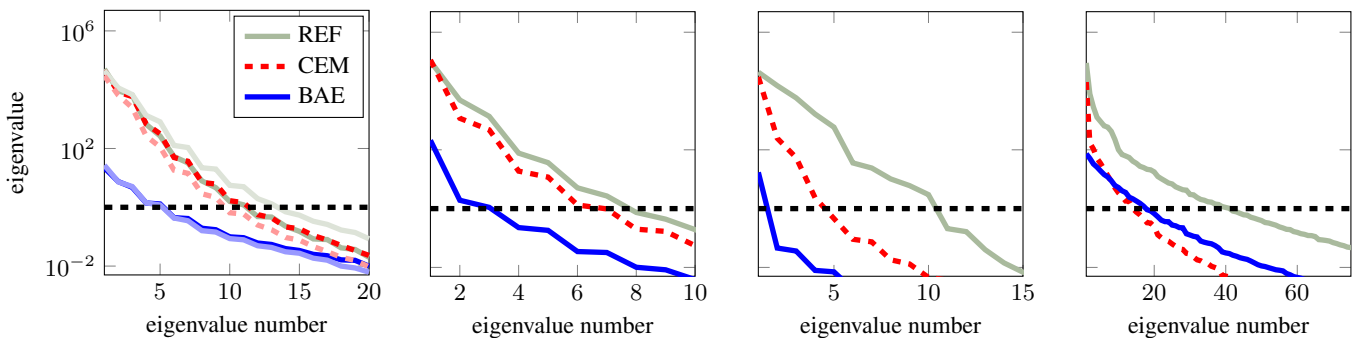 10^6
10^2
10^−2
eigenvalue
REF
CEM
BAE
5 10 15 20
eigenvalue number
2 4 6 8 10
eigenvalue number
5 10 15
eigenvalue number
20 40 60
eigenvalue number